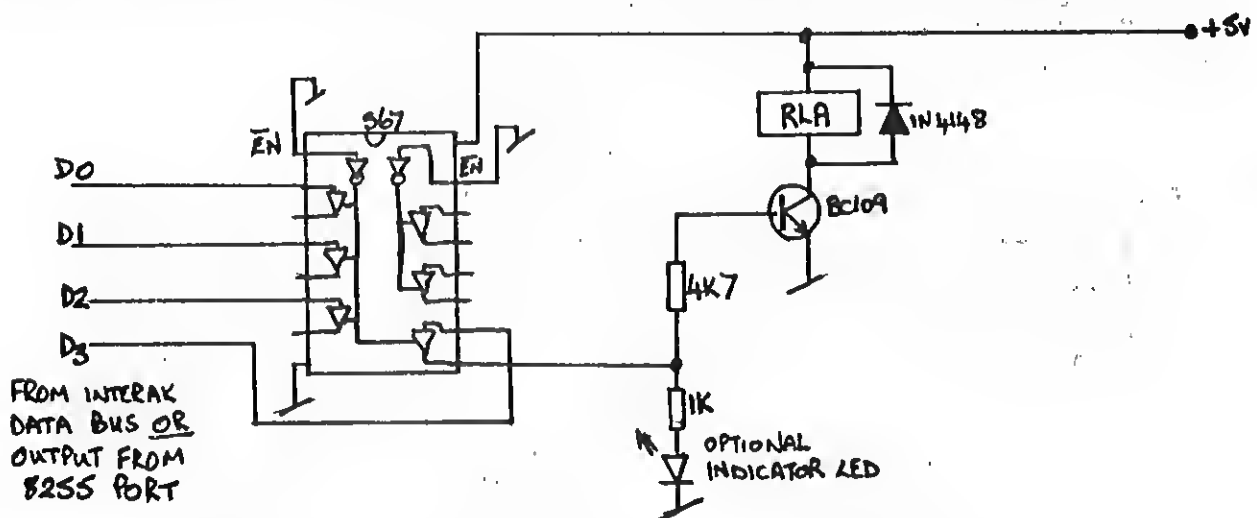 +5V
367
RLA
1N4148
EN
EN
D0
BC109
D1
4K7
D2
D3
FROM INTERAK
DATA BUS OR
OUTPUT FROM
8255 PORT
1K
OPTIONAL
INDICATOR LED